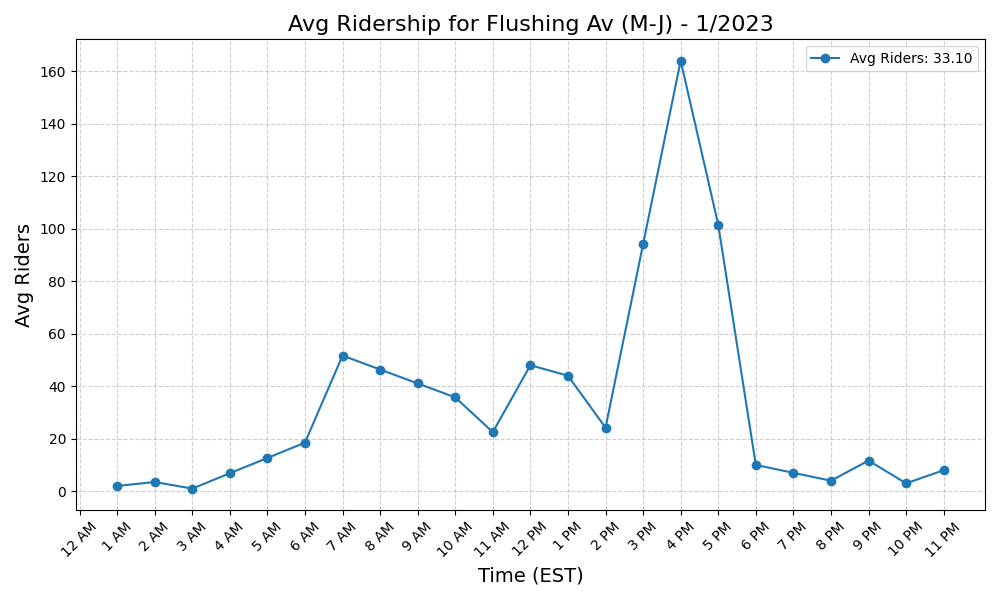 Avg Ridership for Flushing Av (M-J) - 1/2023
Avg Riders: 33.10
160
140
120
100
80
60
40
20
0
Avg Riders
12 AM
1 AM
2 AM
3 AM
4 AM
5 AM
6 AM
7 AM
8 AM
9 AM
10 AM
11 AM
12 PM
1 PM
2 PM
3 PM
4 PM
5 PM
6 PM
7 PM
8 PM
9 PM
10 PM
11 PM
Time (EST)